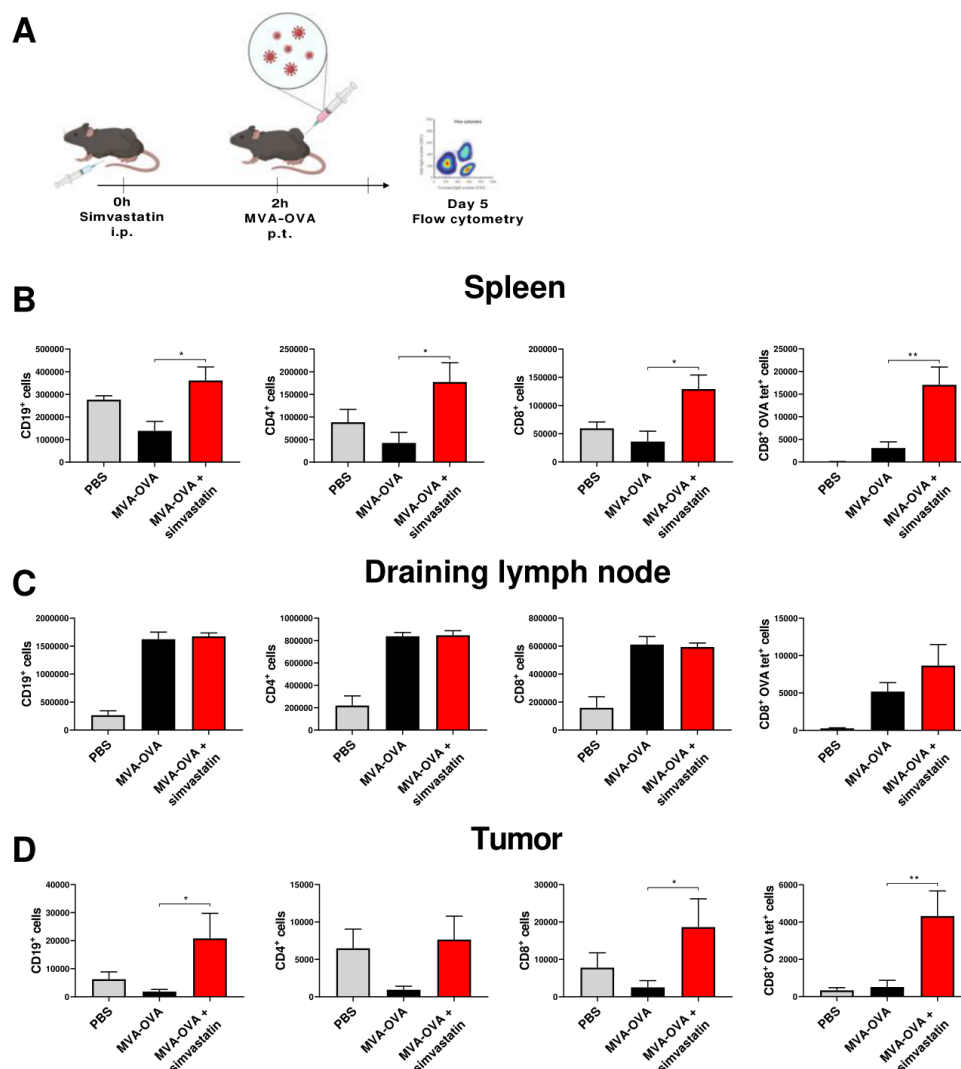 A
Flow cytometry
0h
Simvastatin
i.p.
2h
MVA-OVA
p.t.
Day 5
Flow cytometry
B
Spleen
CD19+ cells
500000
400000
300000
200000
100000
0
PBS
MVA-OVA
MVA-OVA +
simvastatin
*
CD4+ cells
250000
200000
150000
100000
50000
0
PBS
MVA-OVA
MVA-OVA +
simvastatin
*
CD8+ cells
200000
150000
100000
50000
0
PBS
MVA-OVA
MVA-OVA +
simvastatin
*
CD8+ OVA tet+ cells
25000
20000
15000
10000
5000
0
PBS
MVA-OVA
MVA-OVA +
simvastatin
**
C
Draining lymph node
CD19+ cells
2000000
1500000
1000000
500000
0
PBS
MVA-OVA
MVA-OVA +
simvastatin
CD4+ cells
1000000
800000
600000
400000
200000
0
PBS
MVA-OVA
MVA-OVA +
simvastatin
CD8+ cells
800000
600000
400000
200000
0
PBS
MVA-OVA
MVA-OVA +
simvastatin
CD8+ OVA tet+ cells
15000
10000
5000
0
PBS
MVA-OVA
MVA-OVA +
simvastatin
D
Tumor
CD19+ cells
40000
30000
20000
10000
0
PBS
MVA-OVA
MVA-OVA +
simvastatin
*
CD4+ cells
15000
10000
5000
0
PBS
MVA-OVA
MVA-OVA +
simvastatin
CD8+ cells
30000
20000
10000
0
PBS
MVA-OVA
MVA-OVA +
simvastatin
*
CD8+ OVA tet+ cells
6000
4000
2000
0
PBS
MVA-OVA
MVA-OVA +
simvastatin
**